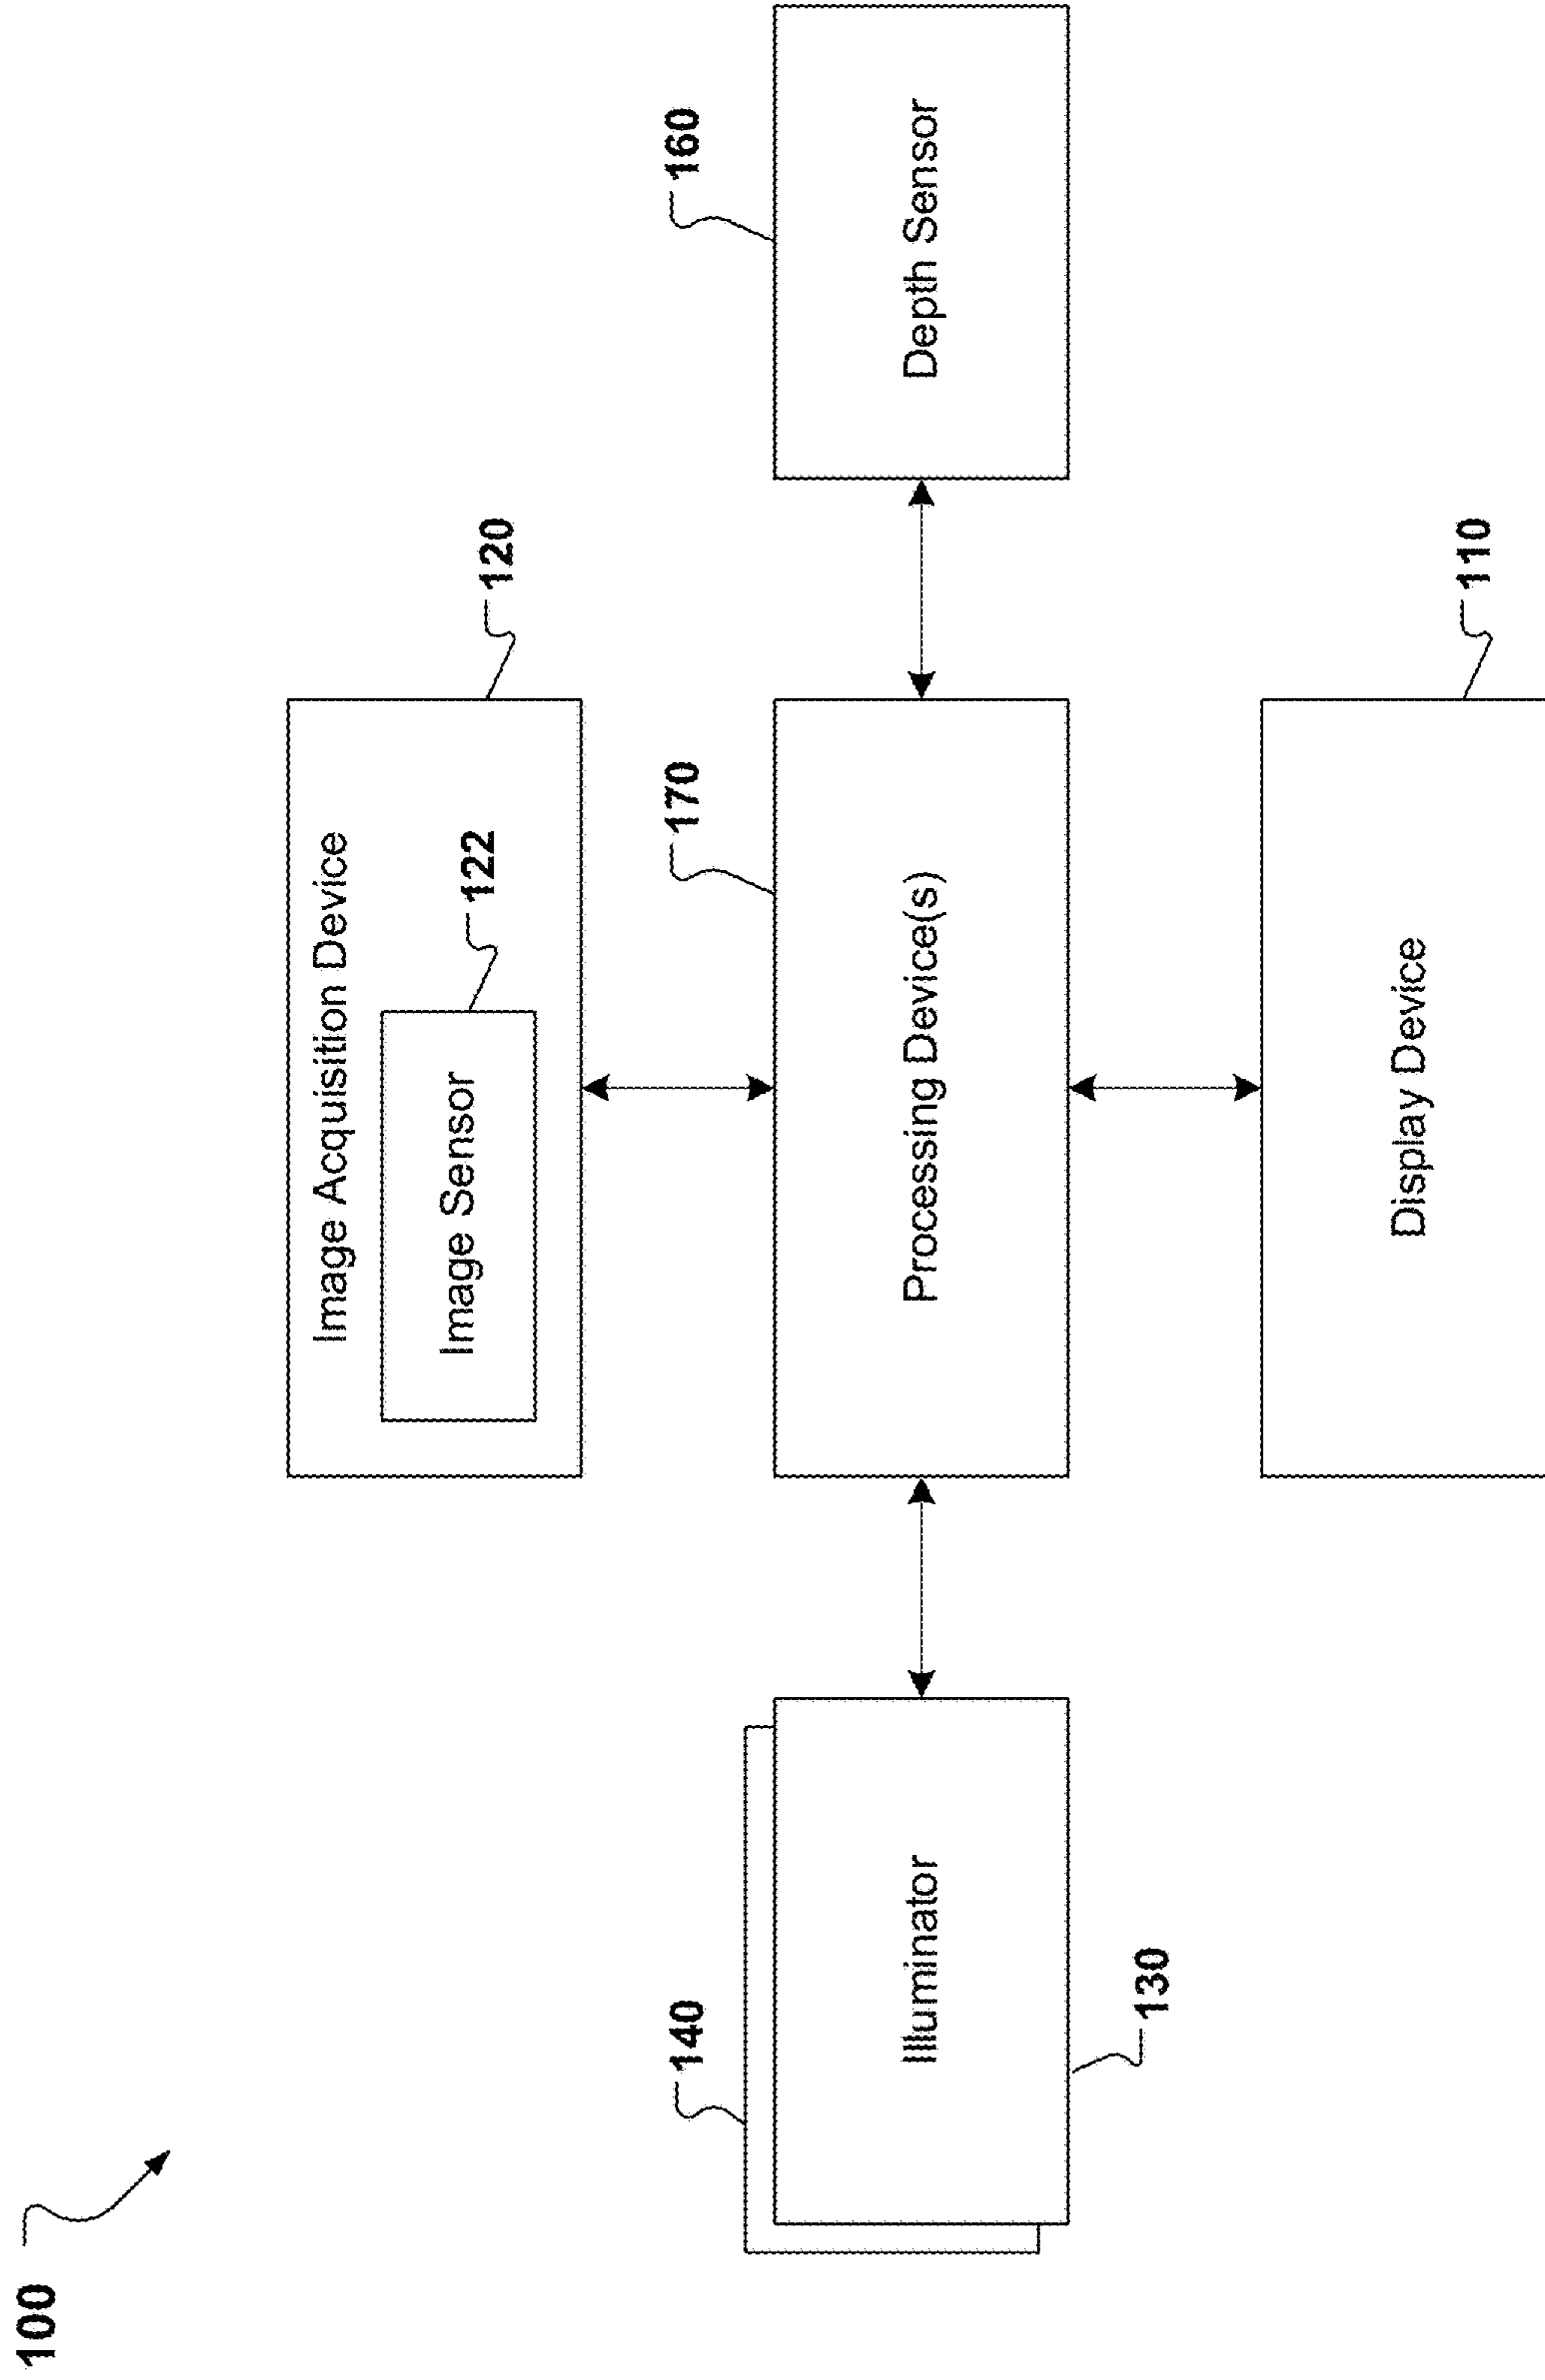 100
Image Acquisition Device
120
Image Sensor
122
140
170
160
Illuminator
Processing Device(s)
Depth Sensor
130
Display Device
110